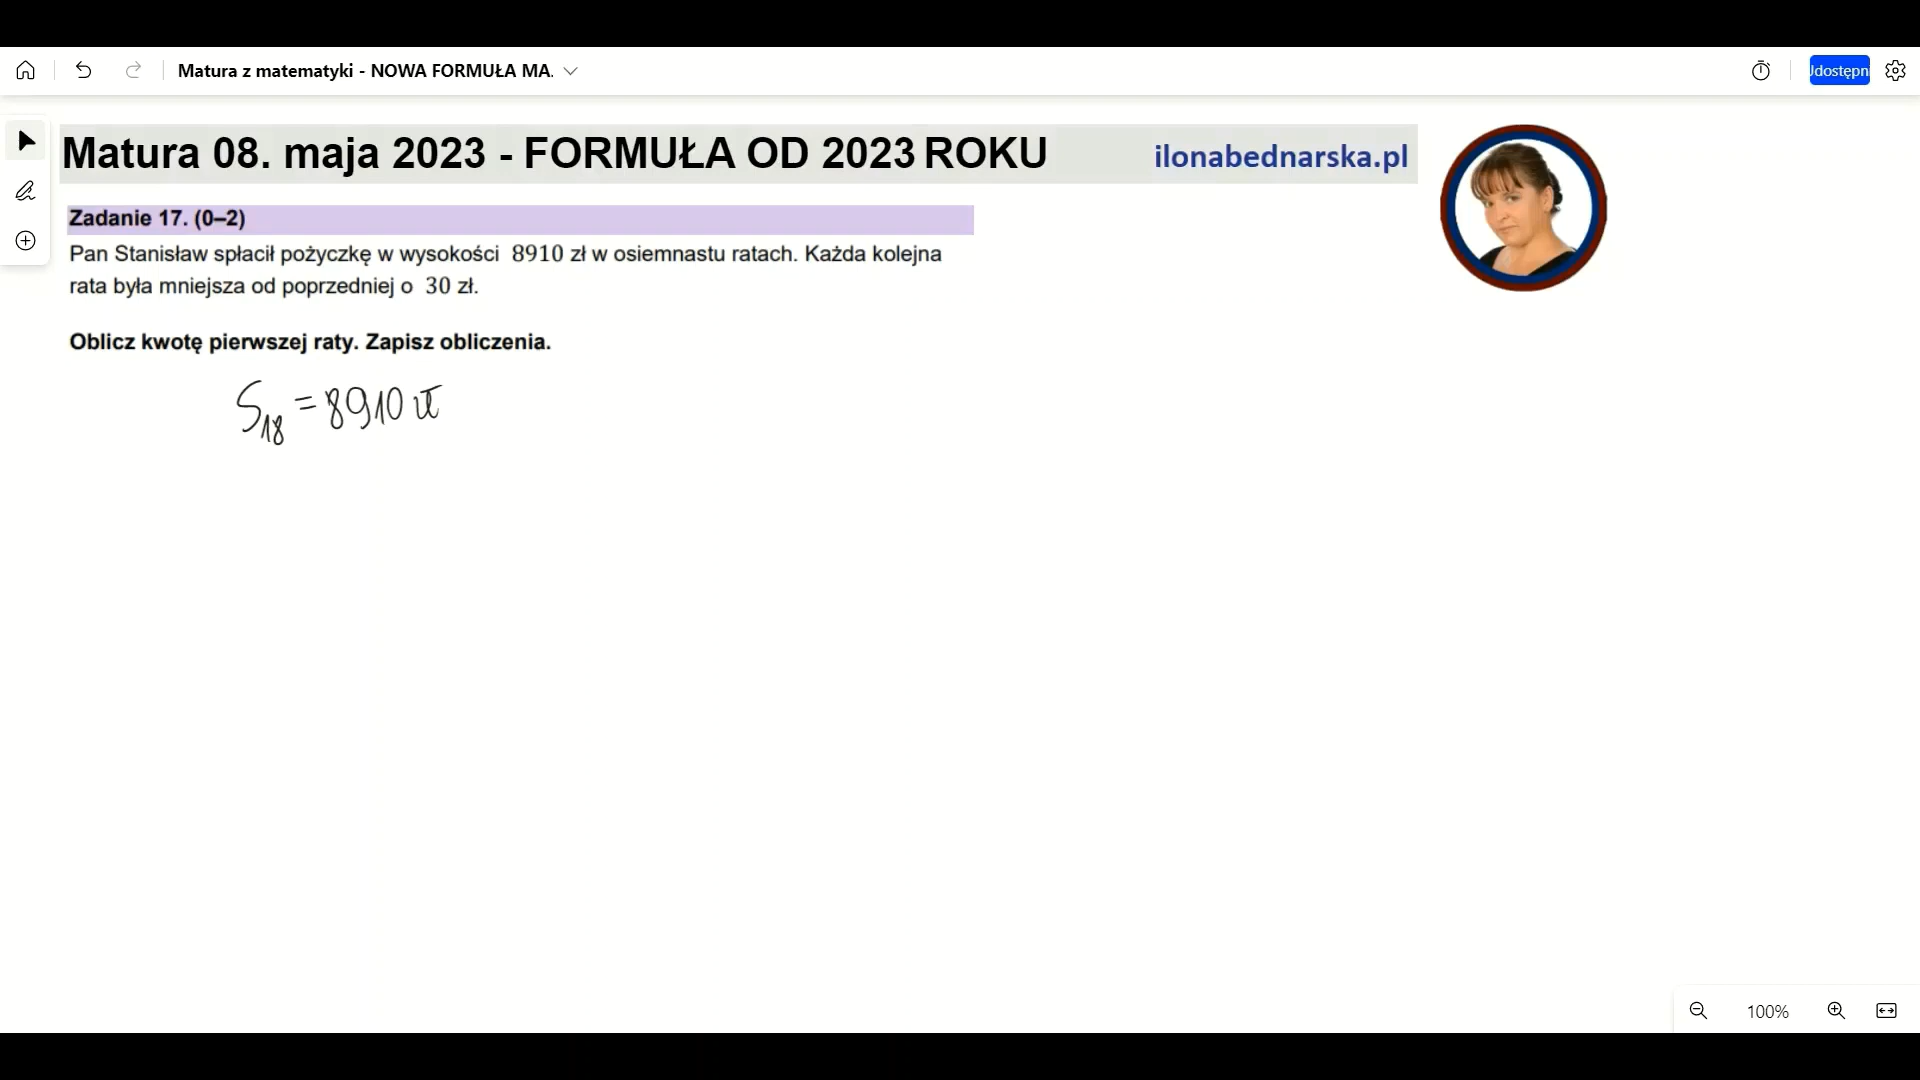 Matura z matematyki - NOWA FORMUŁA MA.
Matura 08. maja 2023 - FORMUŁA OD 2023 ROKU
ilonabednarska.pl
Zadanie 17. (0–2)
Pan Stanisław spłacił pożyczkę w wysokości 8910 zł w osiemnastu ratach. Każda kolejna
rata była mniejsza od poprzedniej o 30 zł.
Oblicz kwotę pierwszej raty. Zapisz obliczenia.
S₁₈ = 8910 zł
100%